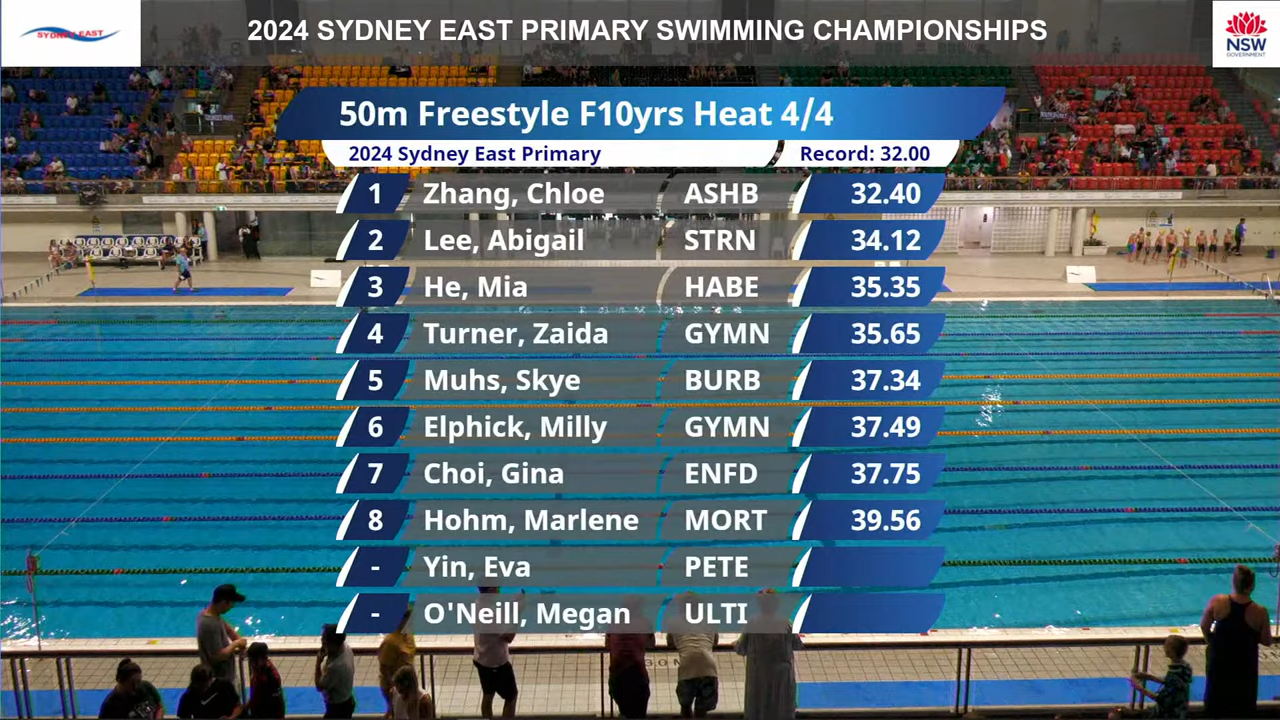 SYDNEY EAST
2024 SYDNEY EAST PRIMARY SWIMMING CHAMPIONSHIPS
NSW
GOVERNMENT
50m Freestyle F10yrs Heat 4/4
2024 Sydney East Primary Record: 32.00
1 Zhang, Chloe ASHB 32.40
2 Lee, Abigail STRN 34.12
3 He, Mia HABE 35.35
4 Turner, Zaida GYMN 35.65
5 Muhs, Skye BURB 37.34
6 Elphick, Milly GYMN 37.49
7 Choi, Gina ENFD 37.75
8 Hohm, Marlene MORT 39.56
- Yin, Eva PETE
- O'Neill, Megan ULTI